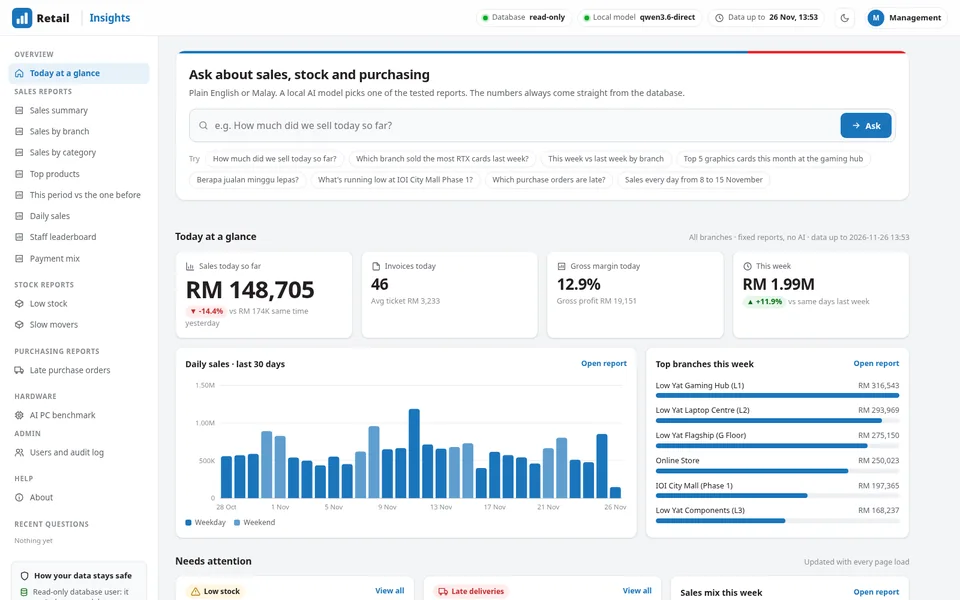 Retail
Insights
Database read-only
Local model qwen3.6-direct
Data up to 26 Nov, 13:53
M Management
OVERVIEW
Today at a glance
SALES REPORTS
Sales summary
Sales by branch
Sales by category
Top products
This period vs the one before
Daily sales
Staff leaderboard
Payment mix
STOCK REPORTS
Low stock
Slow movers
PURCHASING REPORTS
Late purchase orders
HARDWARE
AI PC benchmark
ADMIN
Users and audit log
HELP
About
RECENT QUESTIONS
Nothing yet
How your data stays safe
Read-only database user: it
Ask about sales, stock and purchasing
Plain English or Malay. A local AI model picks one of the tested reports. The numbers always come straight from the database.
e.g. How much did we sell today so far?
Ask
Try
How much did we sell today so far?
Which branch sold the most RTX cards last week?
This week vs last week by branch
Top 5 graphics cards this month at the gaming hub
Berapa jualan minggu lepas?
What's running low at IOI City Mall Phase 1?
Which purchase orders are late?
Sales every day from 8 to 15 November
Today at a glance
All branches · fixed reports, no AI · data up to 2026-11-26 13:53
Sales today so far
RM 148,705
▼ -14.4% vs RM 174K same time
yesterday
Invoices today
46
Avg ticket RM 3,233
Gross margin today
12.9%
Gross profit RM 19,151
This week
RM 1.99M
▲ +11.9% vs same days last week
Daily sales · last 30 days
Open report
1.50M
1.00M
500K
0
28 Oct
1 Nov
5 Nov
9 Nov
13 Nov
17 Nov
21 Nov
26 Nov
Weekday
Weekend
Top branches this week
Open report
Low Yat Gaming Hub (L1) RM 316,543
Low Yat Laptop Centre (L2) RM 293,969
Low Yat Flagship (G Floor) RM 275,150
Online Store RM 250,023
IOI City Mall (Phase 1) RM 197,365
Low Yat Components (L3) RM 168,237
Needs attention
Updated with every page load
Low stock
View all
Late deliveries
View all
Sales mix this week
Open report